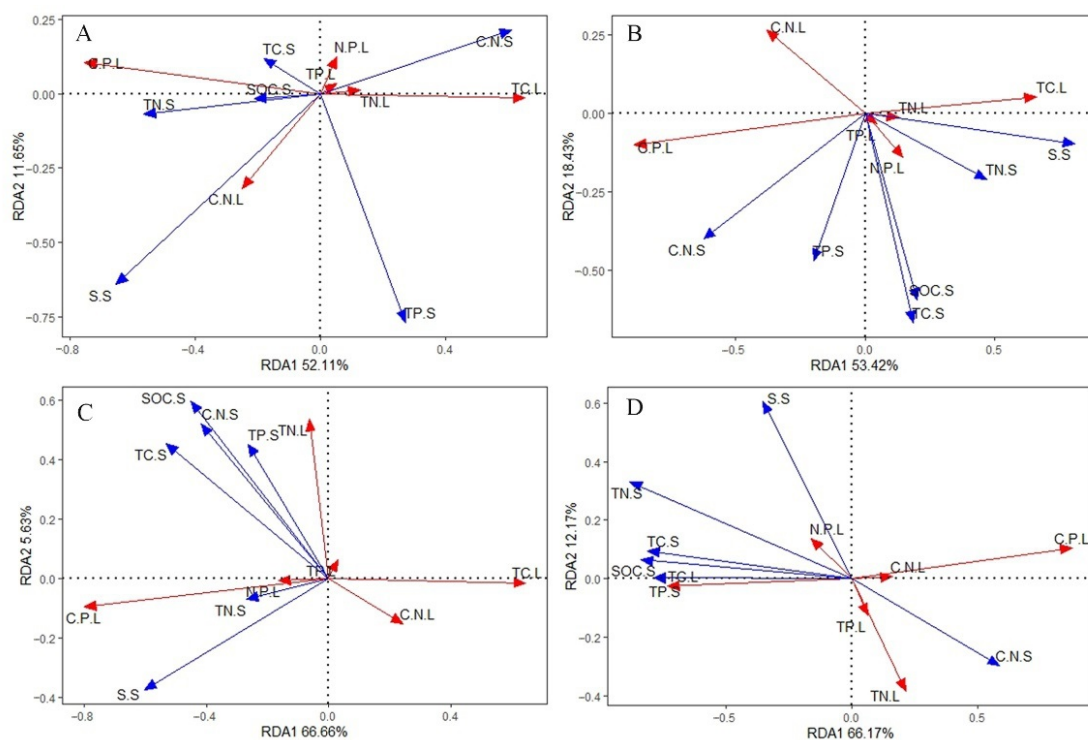 A
0.25
0.00
−0.25
−0.50
−0.75
RDA2 11.65%
C.P.L
TC.S
N.P.L
C.N.S
TP.L
TN.S
SOC.S
TN.L
TC.L
C.N.L
S.S
TP.S
−0.8
−0.4
0.0
0.4
RDA1 52.11%
B
0.25
0.00
−0.25
−0.50
RDA2 18.43%
C.N.L
TC.L
TN.L
TP.L
C.P.L
N.P.L
S.S
TN.S
C.N.S
TP.S
SOC.S
TC.S
−0.5
0.0
0.5
RDA1 53.42%
C
0.6
0.4
0.2
0.0
−0.2
−0.4
RDA2 5.63%
SOC.S
C.N.S
TP.S
TN.L
TC.S
TP.L
TC.L
N.P.L
C.P.L
TN.S
C.N.L
S.S
−0.8
−0.4
0.0
0.4
RDA1 66.66%
D
0.6
0.4
0.2
0.0
−0.2
−0.4
RDA2 12.17%
S.S
TN.S
N.P.L
TC.S
C.P.L
SOC.S
TC.L
C.N.L
TP.S
TP.L
C.N.S
TN.L
−0.5
0.0
0.5
RDA1 66.17%